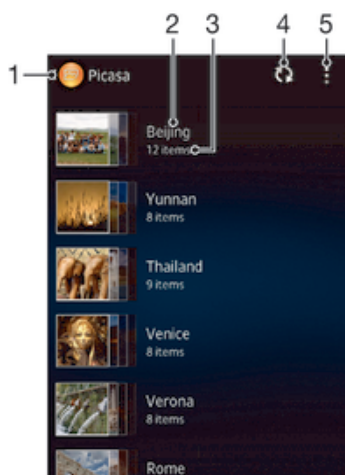 2 3 4 5
1 Picasa
Beijing
12 items
Yunnan
8 items
Thailand
9 items
Venice
8 items
Verona
8 items
Rome